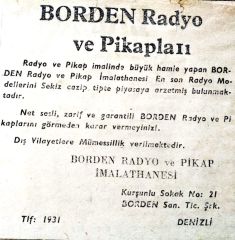 BORDEN Radyo
ve Pikapları
Radyo ve Pikap imalinde büyük hamle yapan BOR-
DEN Radyo ve Pikap İmalathanesi En son Radyo Mo-
dellerini Sekiz cazip tiple piyasaya arzetmiş bulunmak-
tadır.
Net sesli, zarif ve garantili BORDEN Radyo ve Pi
kaplarını görmeden karar vermeyiniz!.
Dış Vilayetlere Mümessillik verilmektedir.
BORDEN RADYO ve PİKAP
İMALATHANESİ
Kurşunlu Sokak No: 21
BORDEN San. Tic. Şrk.
Tlf: 1931 DENİZLİ